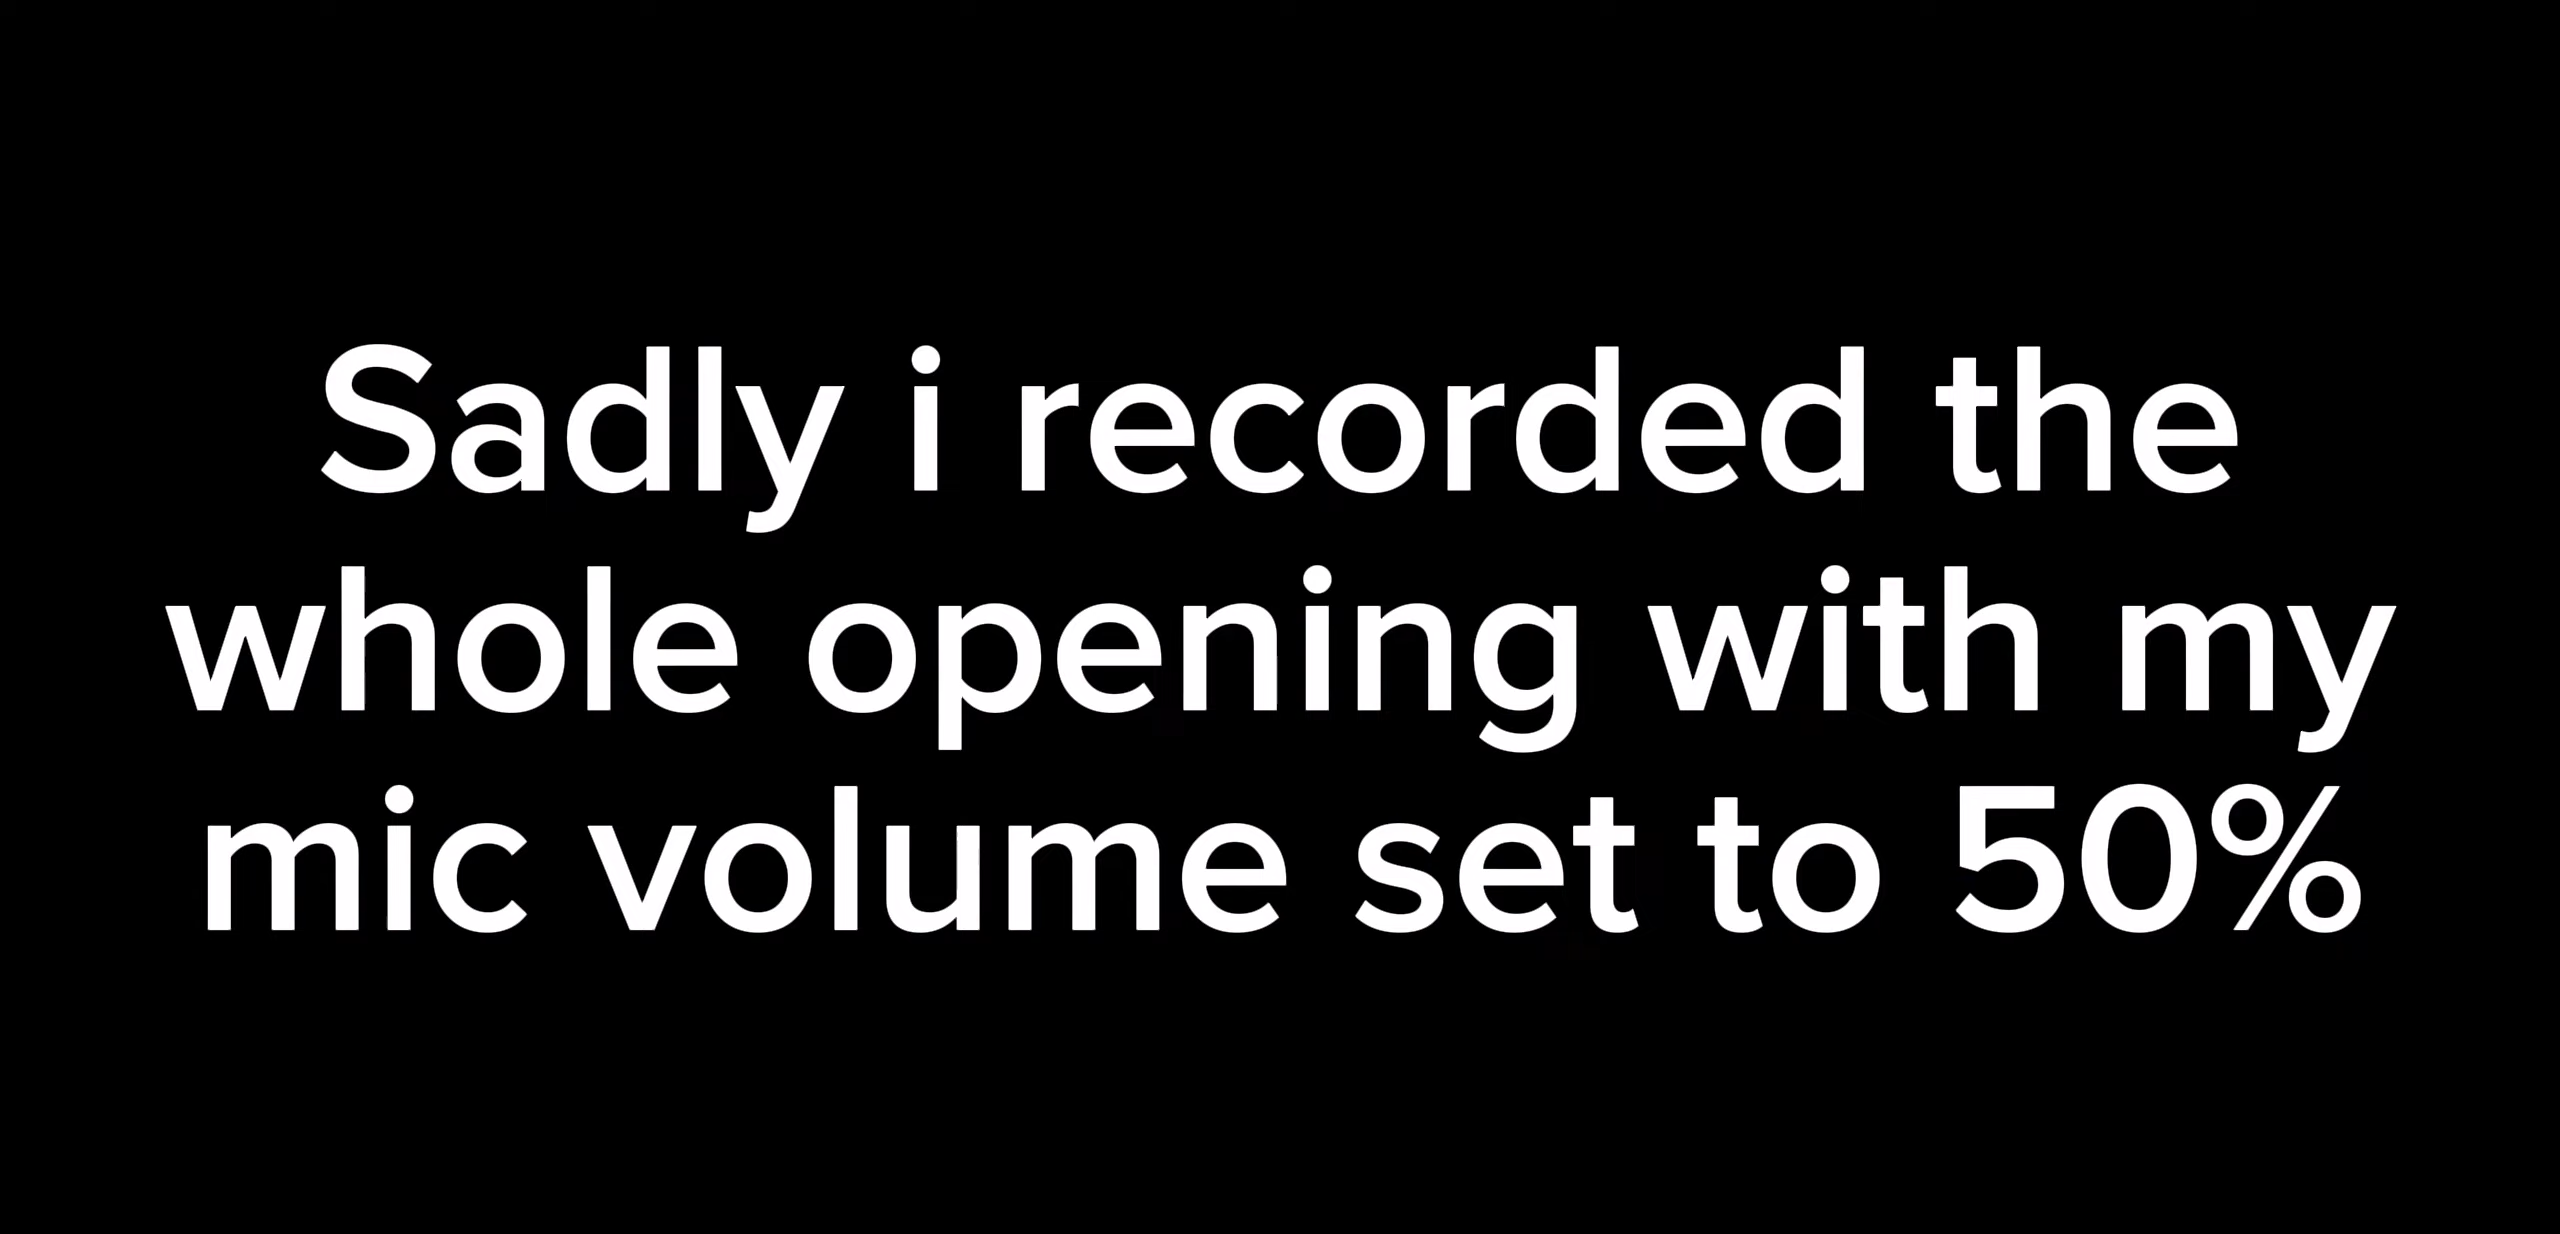 Sadly i recorded the
whole opening with my
mic volume set to 50%